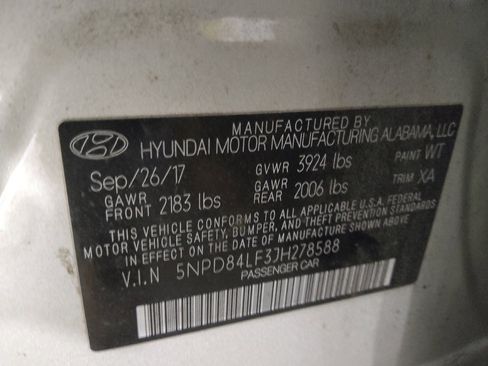 MANUFACTURED BY
HYUNDAI MOTOR MANUFACTURING ALABAMA, LLC
Sep/26/17 GVWR 3924 lbs PAINT WT
GAWR FRONT 2183 lbs GAWR REAR 2006 lbs TRIM XA
THIS VEHICLE CONFORMS TO ALL APPLICABLE U.S.A. FEDERAL
MOTOR VEHICLE SAFETY, BUMPER, AND THEFT PREVENTION
STANDARDS IN EFFECT ON THE DATE OF MANUFACTURE SHOWN ABOVE.
V.I.N 5NPD84LF3JH278588
PASSENGER CAR